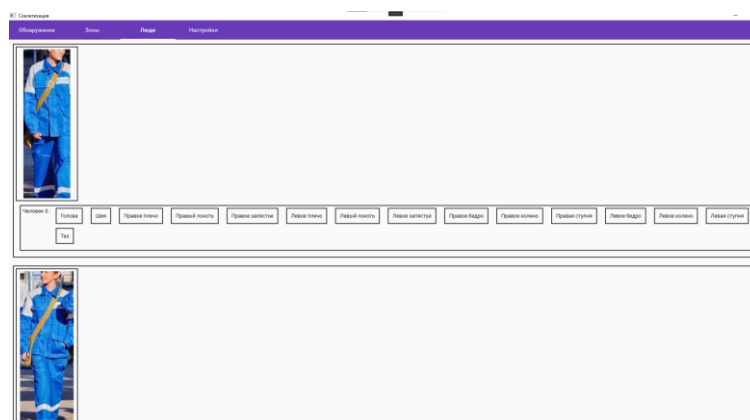 Скелетизация
Обнаружение Зоны Люди Настройки
Человек 0: Голова Шея Правое плечо Правый локоть Правое запястье Левое плечо Левый локоть Левое запястье Правое бедро Правое колено Правая ступня Левое бедро Левое колено Левая ступня
Таз